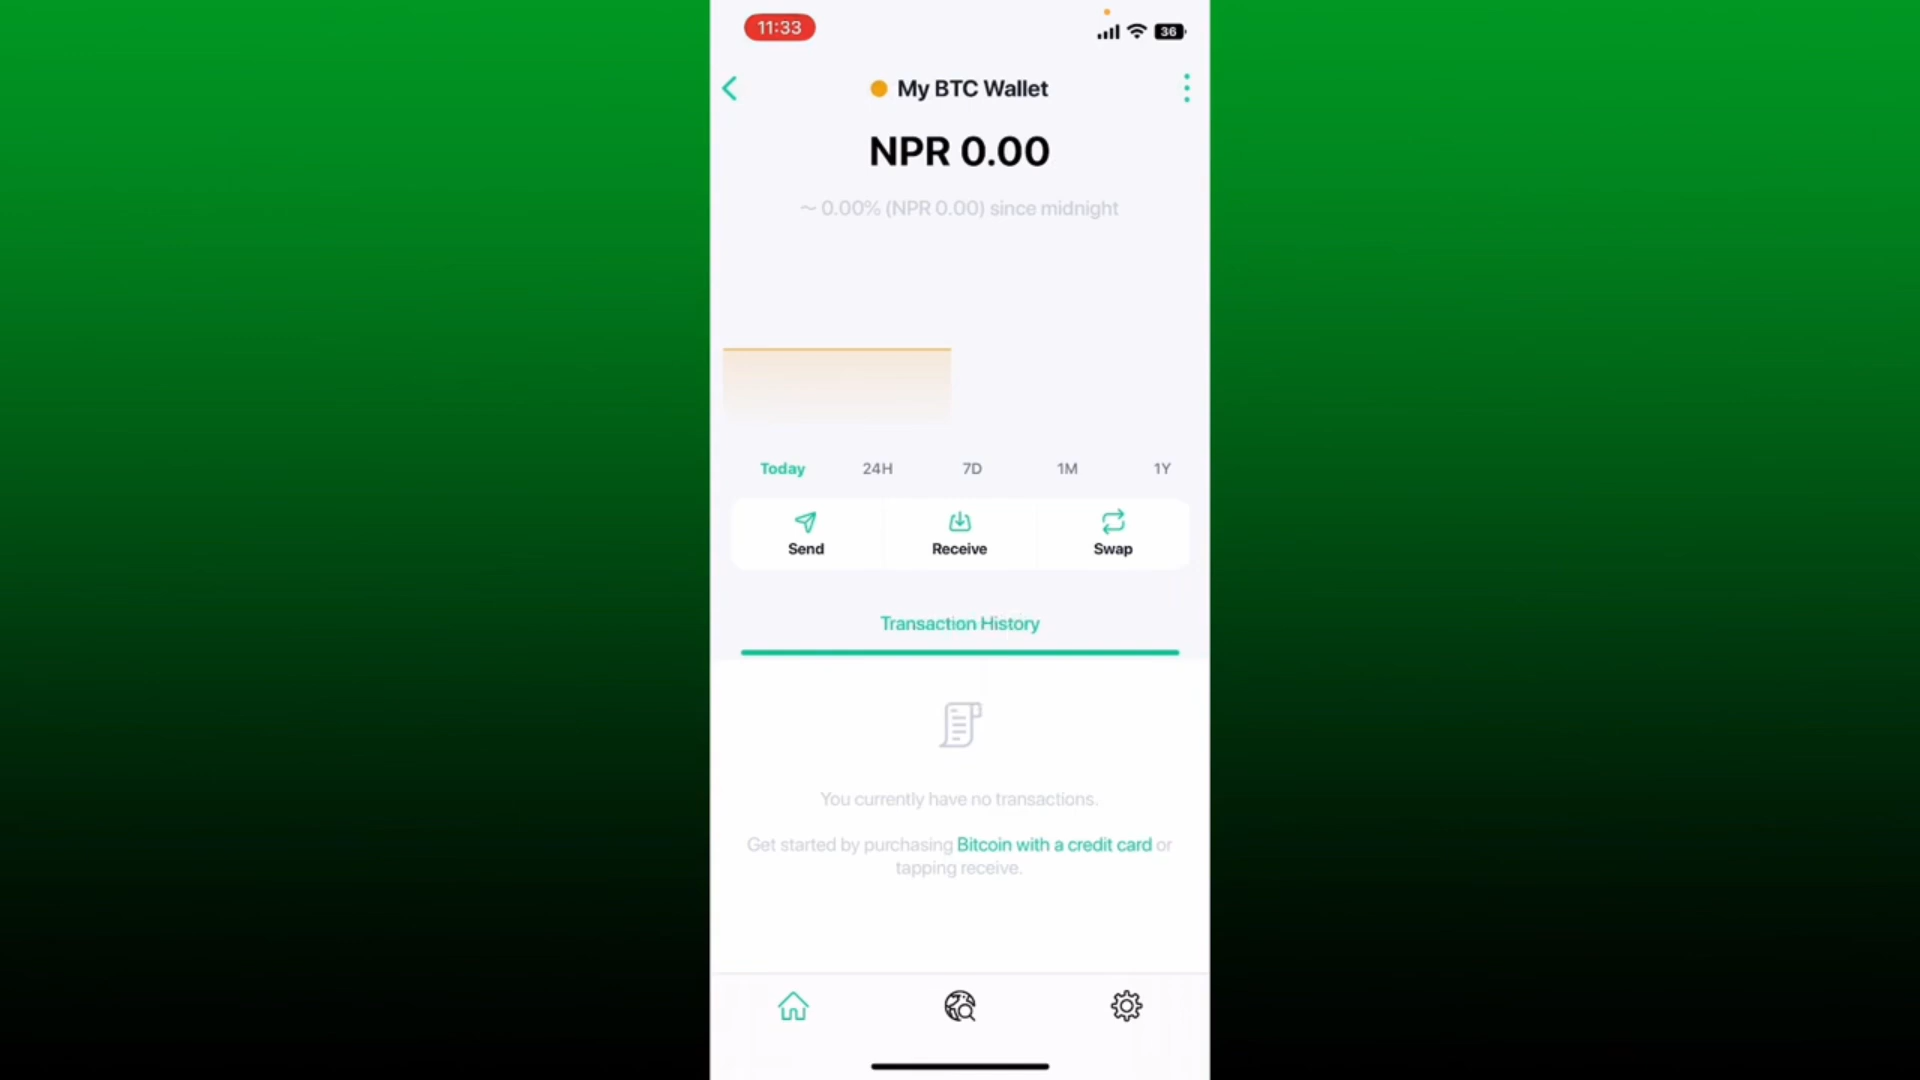 11:33
36
My BTC Wallet
NPR 0.00
~ 0.00% (NPR 0.00) since midnight
Today 24H 7D 1M 1Y
Send Receive Swap
Transaction History
You currently have no transactions.
Get started by purchasing Bitcoin with a credit card or
tapping receive.